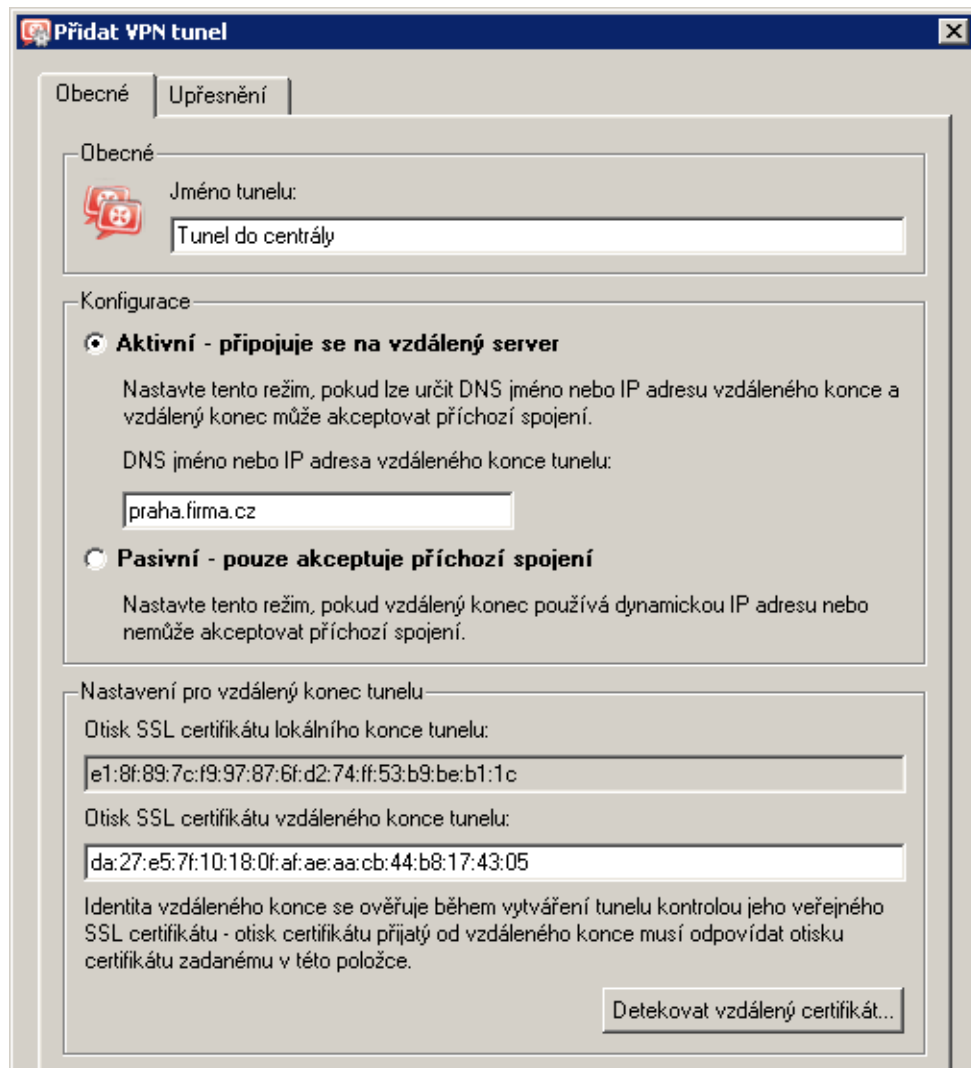 Přidat VPN tunel
Obecné
Upřesnění
Obecné
Jméno tunelu:
Tunel do centrály
Konfigurace
Aktivní - připojuje se na vzdálený server
Nastavte tento režim, pokud lze určit DNS jméno nebo IP adresu vzdáleného konce a
vzdálený konec může akceptovat příchozí spojení.
DNS jméno nebo IP adresa vzdáleného konce tunelu:
praha.firma.cz
Pasivní - pouze akceptuje příchozí spojení
Nastavte tento režim, pokud vzdálený konec používá dynamickou IP adresu nebo
nemůže akceptovat příchozí spojení.
Nastavení pro vzdálený konec tunelu
Otisk SSL certifikátu lokálního konce tunelu:
e1:8f:89:7c:f9:97:87:6f:d2:74:ff:53:b9:be:b1:1c
Otisk SSL certifikátu vzdáleného konce tunelu:
da:27:e5:7f:10:18:0f:af:ae:aa:cb:44:b8:17:43:05
Identita vzdáleného konce se ověřuje během vytváření tunelu kontrolou jeho veřejného
SSL certifikátu - otisk certifikátu přijatý od vzdáleného konce musí odpovídat otisku
certifikátu zadanému v této položce.
Detekovat vzdálený certifikát...